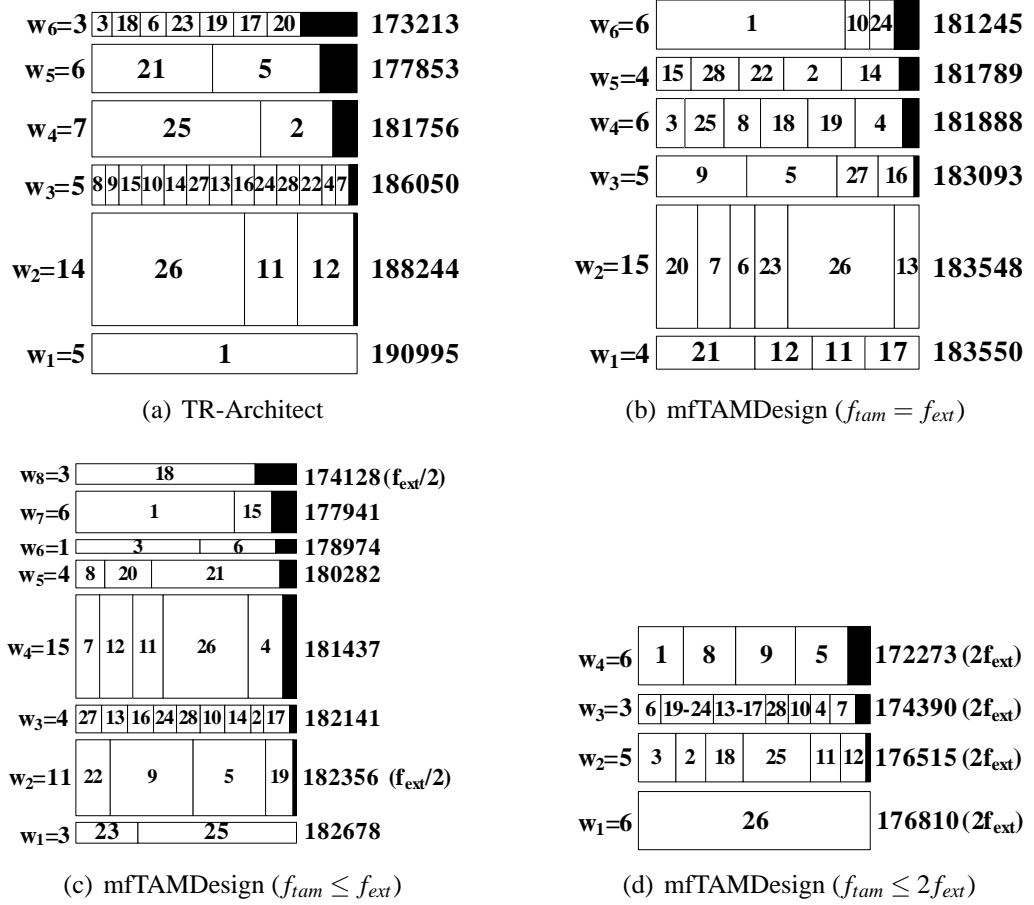 w6=3 3 18 6 23 19 17 20 173213
w5=6 21 5 177853
w4=7 25 2 181756
w3=5 8 9 15 10 14 27 13 16 24 28 22 4 7 186050
w2=14 26 11 12 188244
w1=5 1 190995
(a) TR-Architect
w6=6 1 10 24 181245
w5=4 15 28 22 2 14 181789
w4=6 3 25 8 18 19 4 181888
w3=5 9 5 27 16 183093
w2=15 20 7 6 23 26 13 183548
w1=4 21 12 11 17 183550
(b) mfTAMDesign (ftam = fext)
w8=3 18 174128 (fext/2)
w7=6 1 15 177941
w6=1 3 6 178974
w5=4 8 20 21 180282
w4=15 7 12 11 26 4 181437
w3=4 27 13 16 24 28 10 14 2 17 182141
w2=11 22 9 5 19 182356 (fext/2)
w1=3 23 25 182678
(c) mfTAMDesign (ftam ≤ fext)
w4=6 1 8 9 5 172273 (2fext)
w3=3 6 19-24 13-17 28 10 4 7 174390 (2fext)
w2=5 3 2 18 25 11 12 176515 (2fext)
w1=6 26 176810 (2fext)
(d) mfTAMDesign (ftam ≤ 2fext)